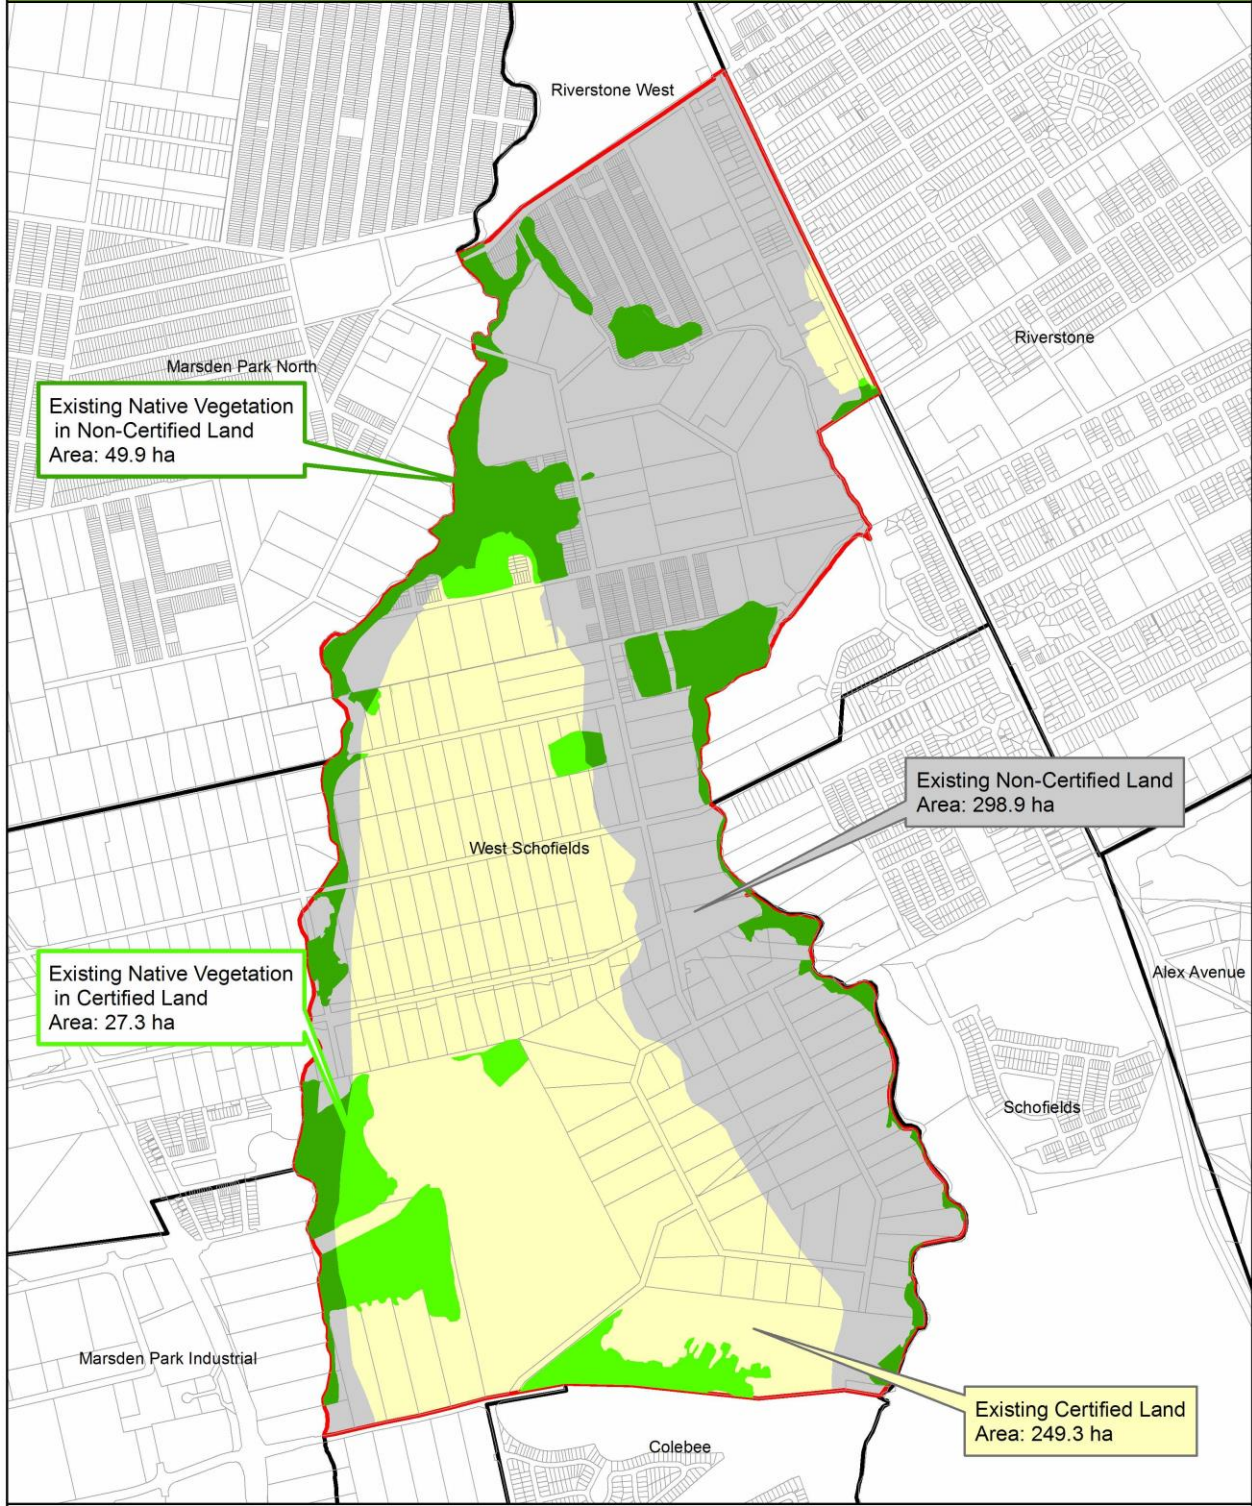 Riverstone West
Riverstone
Marsden Park North
Existing Native Vegetation
in Non-Certified Land
Area: 49.9 ha
Existing Non-Certified Land
Area: 298.9 ha
West Schofields
Existing Native Vegetation
in Certified Land
Area: 27.3 ha
Alex Avenue
Schofields
Marsden Park Industrial
Existing Certified Land
Area: 249.3 ha
Colebee